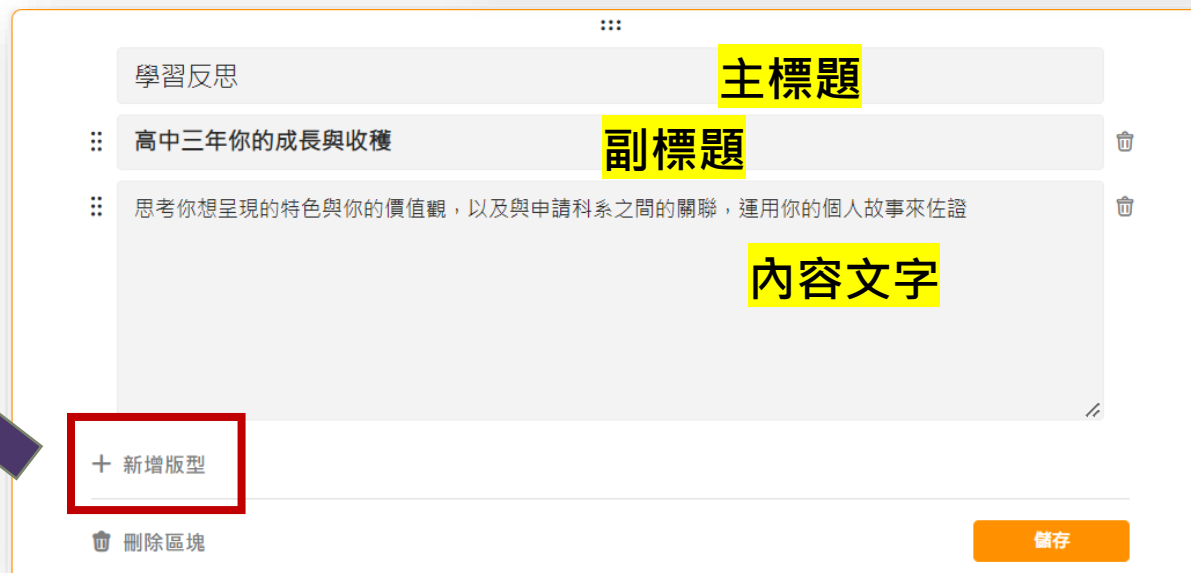 學習反思
主標題
高中三年你的成長與收穫
副標題
思考你想呈現的特色與你的價值觀，以及與申請科系之間的關聯，運用你的個人故事來佐證
內容文字
＋ 新增版型
刪除區塊
儲存